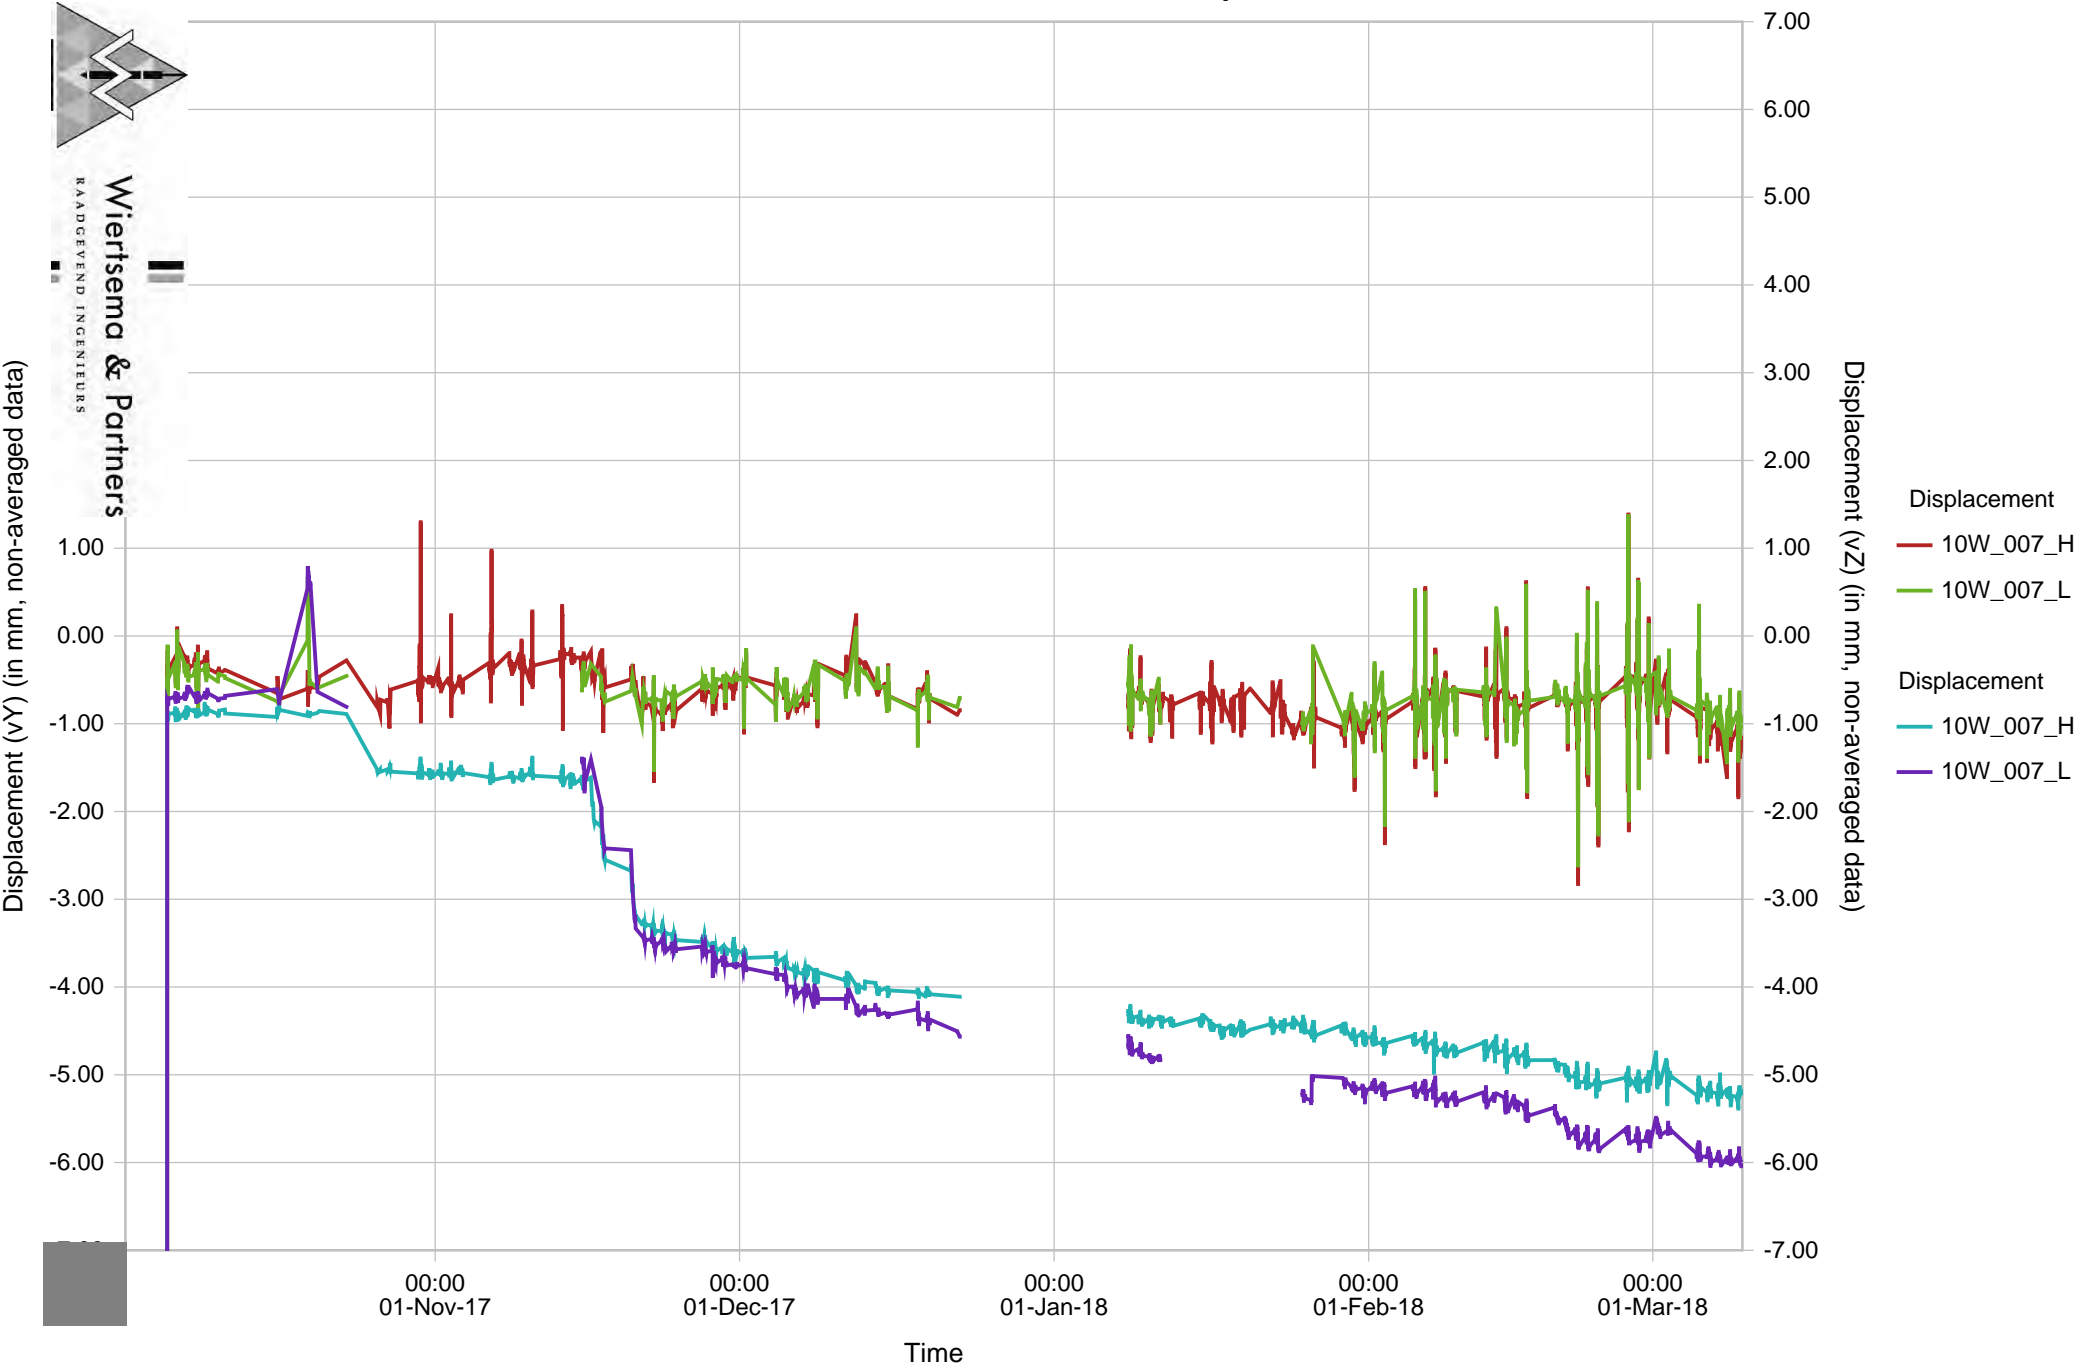 Wiertsema & Partners
RAADGEVEND INGENIEURS
Displacement (vY) (in mm, non-averaged data)
1.00
0.00
-1.00
-2.00
-3.00
-4.00
-5.00
-6.00
7.00
6.00
5.00
4.00
3.00
2.00
1.00
0.00
-1.00
-2.00
-3.00
-4.00
-5.00
-6.00
-7.00
Displacement (vZ) (in mm, non-averaged data)
Displacement
10W_007_H
10W_007_L
Displacement
10W_007_H
10W_007_L
00:00
01-Nov-17
00:00
01-Dec-17
00:00
01-Jan-18
00:00
01-Feb-18
00:00
01-Mar-18
Time